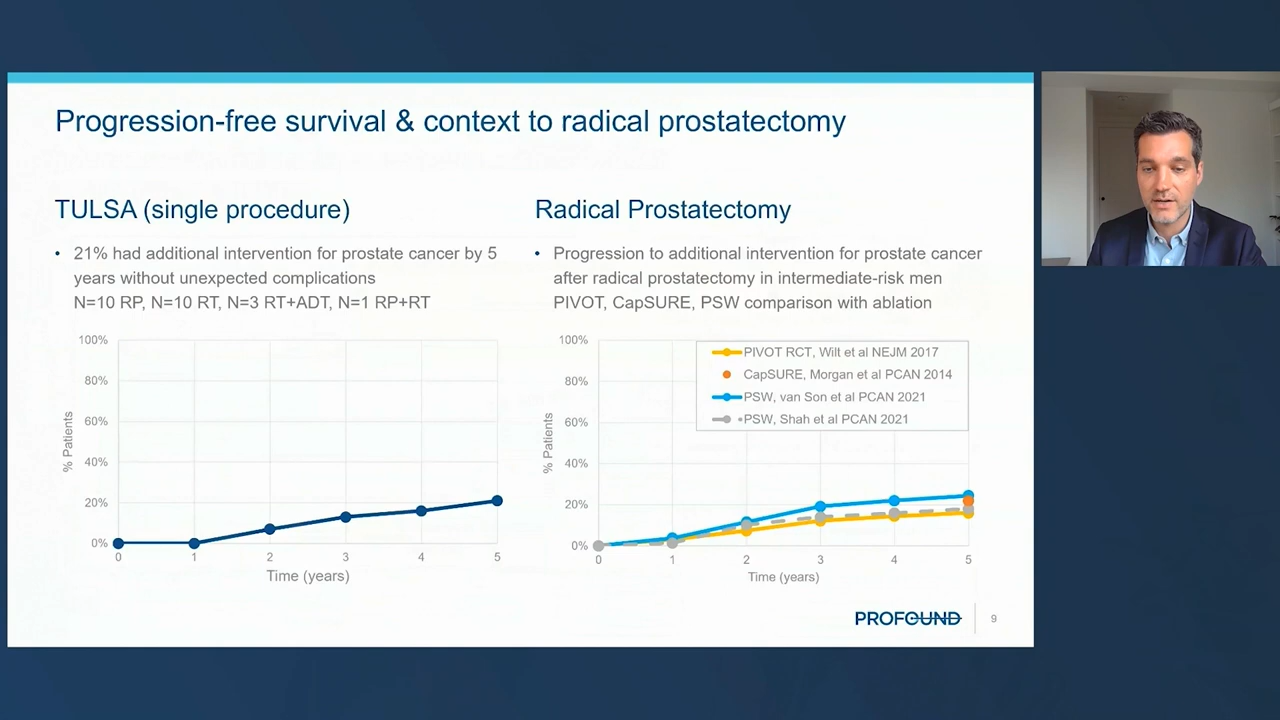 Progression-free survival & context to radical prostatectomy
TULSA (single procedure)
• 21% had additional intervention for prostate cancer by 5
years without unexpected complications
N=10 RP, N=10 RT, N=3 RT+ADT, N=1 RP+RT
100%
80%
60%
40%
20%
0%
% Patients
0 1 2 3 4 5
Time (years)
Radical Prostatectomy
• Progression to additional intervention for prostate cancer
after radical prostatectomy in intermediate-risk men
PIVOT, CapSURE, PSW comparison with ablation
100%
80%
60%
40%
20%
0%
% Patients
PIVOT RCT, Wilt et al NEJM 2017
CapSURE, Morgan et al PCAN 2014
PSW, van Son et al PCAN 2021
PSW, Shah et al PCAN 2021
0 1 2 3 4 5
Time (years)
PROFOUND
9